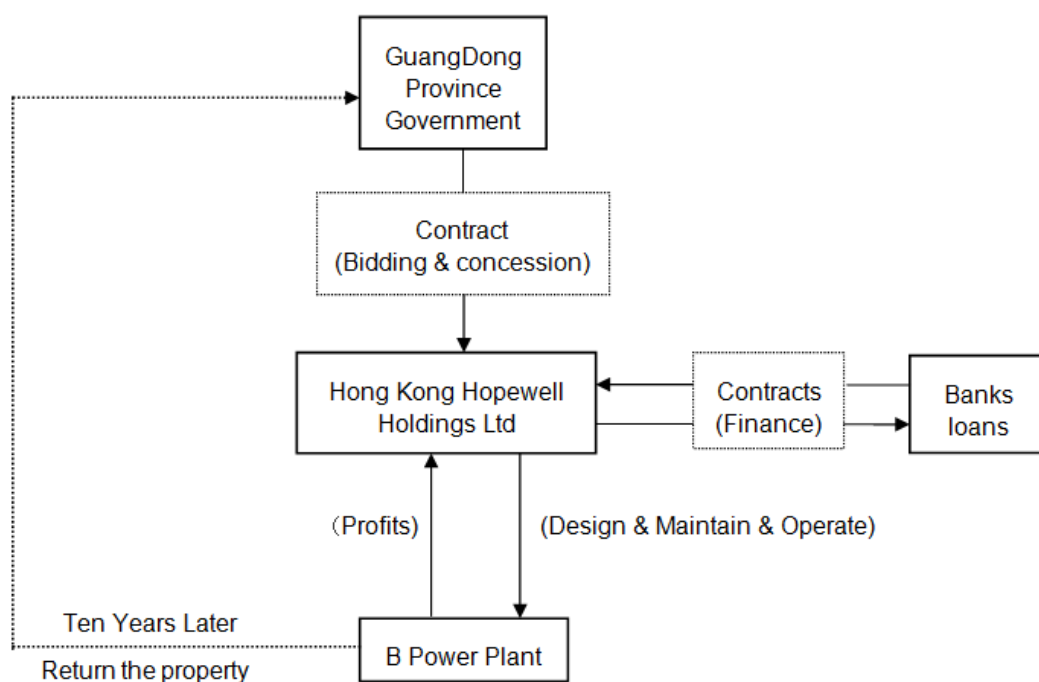 GuangDong
Province
Government
Contract
(Bidding & concession)
Hong Kong Hopewell
Holdings Ltd
Contracts
(Finance)
Banks
loans
（Profits)
(Design & Maintain & Operate)
Ten Years Later
Return the property
B Power Plant